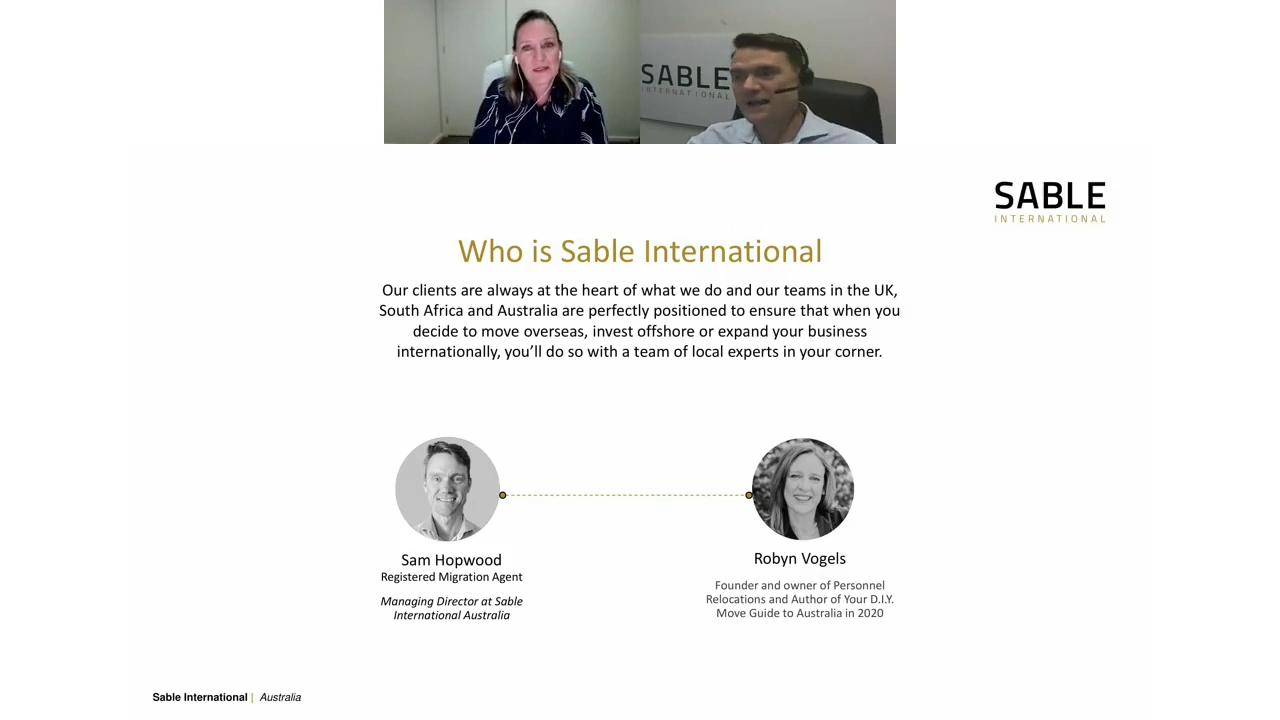 SABLE
INTERNATIONAL
SABLE
INTERNATIONAL
Who is Sable International
Our clients are always at the heart of what we do and our teams in the UK,
South Africa and Australia are perfectly positioned to ensure that when you
decide to move overseas, invest offshore or expand your business
internationally, you’ll do so with a team of local experts in your corner.
Sam Hopwood
Registered Migration Agent
Managing Director at Sable
International Australia
Robyn Vogels
Founder and owner of Personnel
Relocations and Author of Your D.I.Y.
Move Guide to Australia in 2020
Sable International | Australia